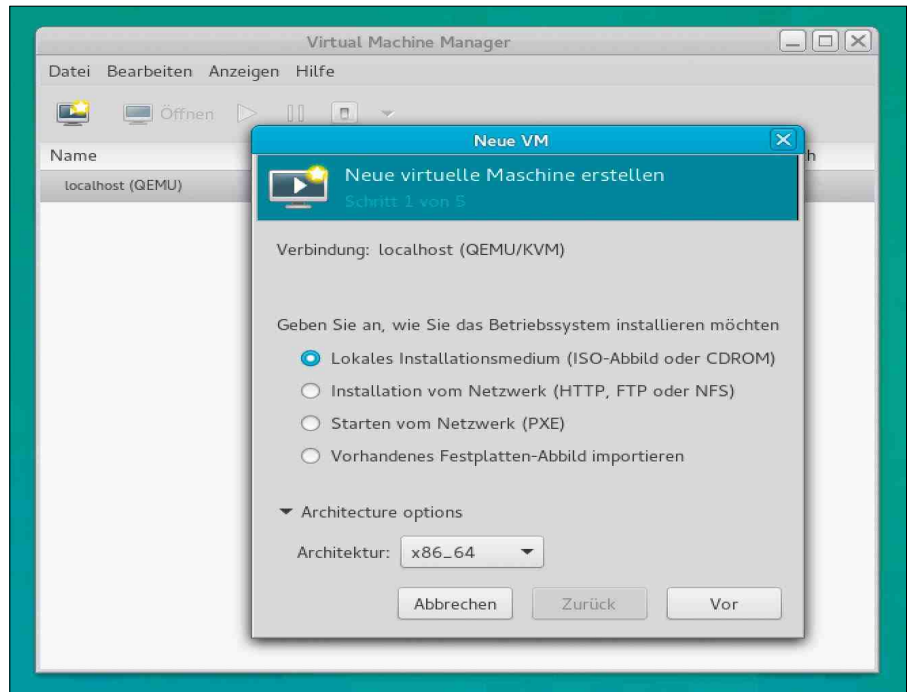 Virtual Machine Manager
Datei Bearbeiten Anzeigen Hilfe
Öffnen
Name
h
localhost (QEMU)
Neue VM
Neue virtuelle Maschine erstellen
Schritt 1 von 5
Verbindung: localhost (QEMU/KVM)
Geben Sie an, wie Sie das Betriebssystem installieren möchten
Lokales Installationsmedium (ISO-Abbild oder CDROM)
Installation vom Netzwerk (HTTP, FTP oder NFS)
Starten vom Netzwerk (PXE)
Vorhandenes Festplatten-Abbild importieren
Architecture options
Architektur: x86_64
Abbrechen Zurück Vor